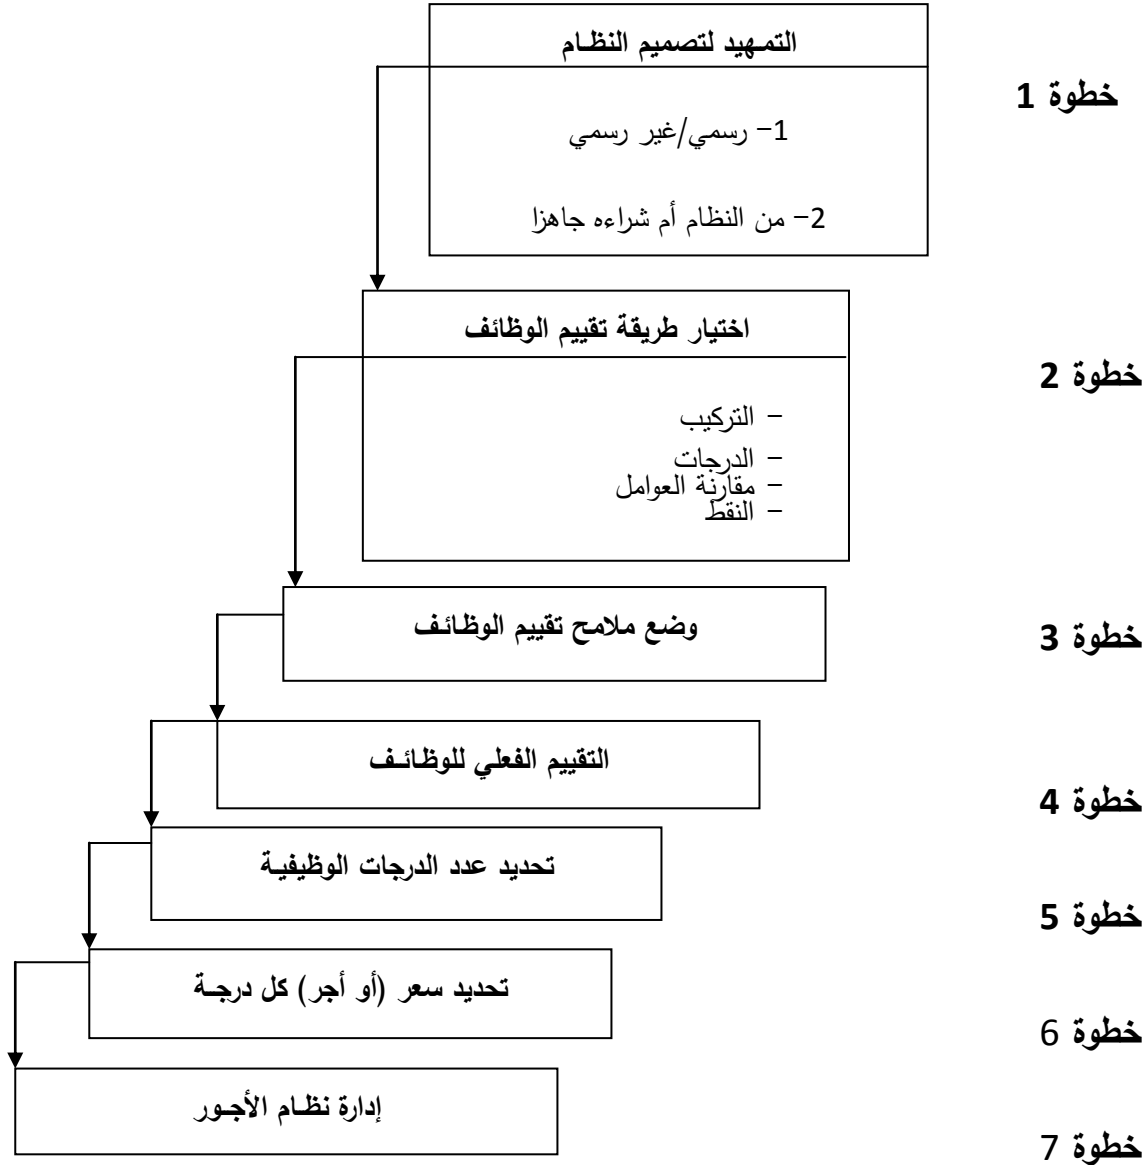 التمهيد لتصميم النظام
خطوة 1
1- رسمي/غير رسمي
2- من النظام أم شراءه جاهزا
اختيار طريقة تقييم الوظائف
خطوة 2
- التركيب
- الدرجات
- مقارنة العوامل
- النقط
وضع ملامح تقييم الوظائف
خطوة 3
التقييم الفعلي للوظائف
خطوة 4
تحديد عدد الدرجات الوظيفية
خطوة 5
تحديد سعر (أو أجر) كل درجة
خطوة 6
إدارة نظام الأجور
خطوة 7